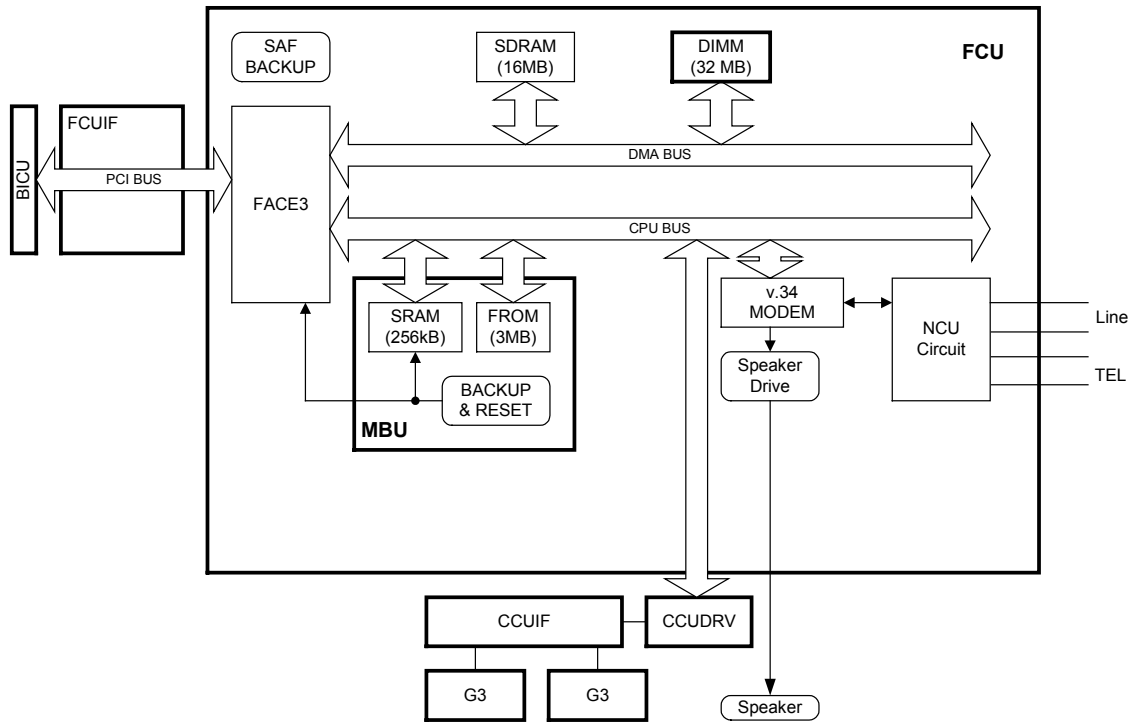 SAF
BACKUP
SDRAM
(16MB)
DIMM
(32 MB)
FCU
FCUIF
BICU
PCI BUS
FACE3
DMA BUS
CPU BUS
SRAM
(256kB)
FROM
(3MB)
BACKUP
& RESET
MBU
v.34
MODEM
Speaker
Drive
NCU
Circuit
Line
TEL
CCUIF
CCUDRV
G3
G3
Speaker